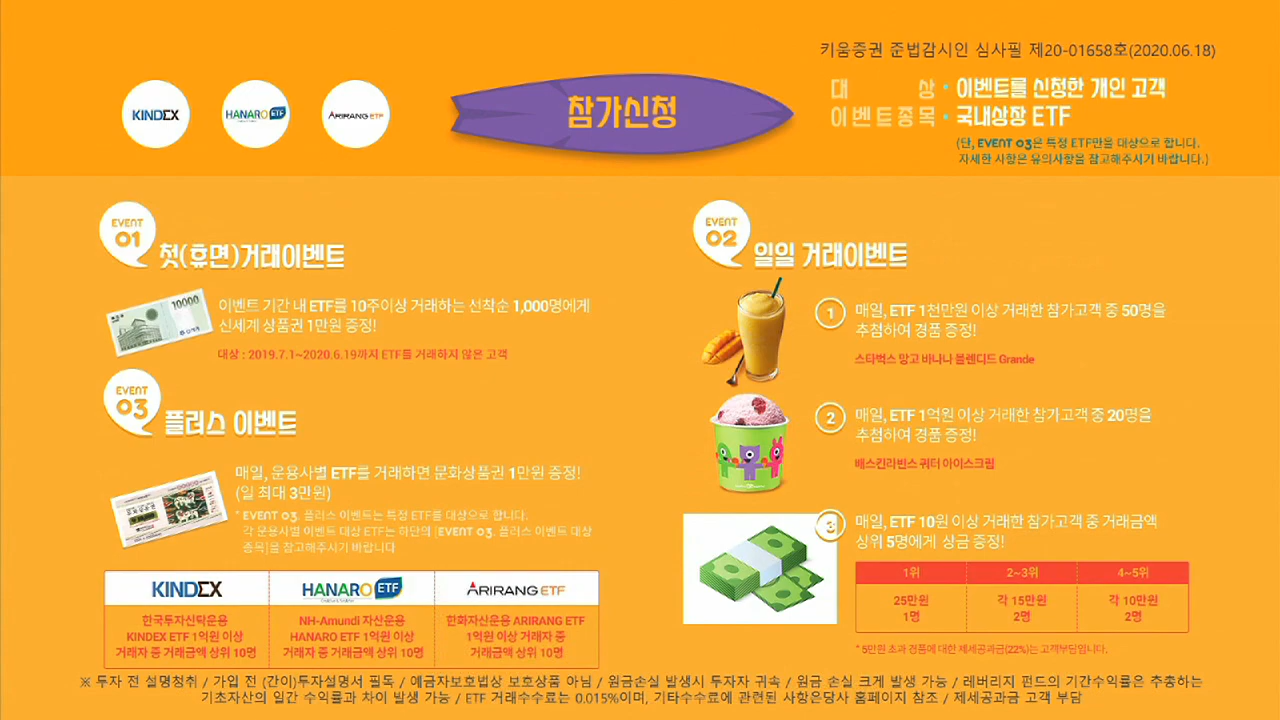 키움증권 준법감시인 심사필 제20-01658호(2020.06.18)
KINDEX
HANARO ETF
ARIRANG ETF
참가신청
대 상 · 이벤트를 신청한 개인 고객
이벤트종목 · 국내상장 ETF
(단, EVENT 03은 특정 ETF만을 대상으로 합니다.
자세한 사항은 유의사항을 참고해주시기 바랍니다.)
EVENT
01
첫(휴면)거래이벤트
10000
이벤트 기간 내 ETF를 10주이상 거래하는 선착순 1,000명에게
신세계 상품권 1만원 증정!
대상 : 2019.7.1~2020.6.19까지 ETF를 거래하지 않은 고객
EVENT
03
플러스 이벤트
매일, 운용사별 ETF를 거래하면 문화상품권 1만원 증정!
(일 최대 3만원)
* EVENT 03. 플러스 이벤트는 특정 ETF를 대상으로 합니다.
각 운용사별 이벤트 대상 ETF는 하단의 [EVENT 03. 플러스 이벤트 대상
종목]을 참고해주시기 바랍니다
KINDEX
HANARO ETF
ARIRANG ETF
한국투자신탁운용
KINDEX ETF 1억원 이상
거래자 중 거래금액 상위 10명
NH-Amundi 자산운용
HANARO ETF 1억원 이상
거래자 중 거래금액 상위 10명
한화자산운용 ARIRANG ETF
1억원 이상 거래자 중
거래금액 상위 10명
EVENT
02
일일 거래이벤트
1
매일, ETF 1천만원 이상 거래한 참가고객 중 50명을
추첨하여 경품 증정!
스타벅스 망고 바나나 블렌디드 Grande
2
매일, ETF 1억원 이상 거래한 참가고객 중 20명을
추첨하여 경품 증정!
배스킨라빈스 쿼터 아이스크림
3
매일, ETF 10원 이상 거래한 참가고객 중 거래금액
상위 5명에게 상금 증정!
1위
2~3위
4~5위
25만원
1명
각 15만원
2명
각 10만원
2명
* 5만원 초과 경품에 대한 제세공과금(22%)는 고객부담입니다.
※ 투자 전 설명청취 / 가입 전 (간이)투자설명서 필독 / 예금자보호법상 보호상품 아님 / 원금손실 발생시 투자자 귀속 / 원금 손실 크게 발생 가능 / 레버리지 펀드의 기간수익률은 추종하는
기초자산의 일간 수익률과 차이 발생 가능 / ETF 거래수수료는 0.015%이며, 기타수수료에 관련된 사항은당사 홈페이지 참조 / 제세공과금 고객 부담